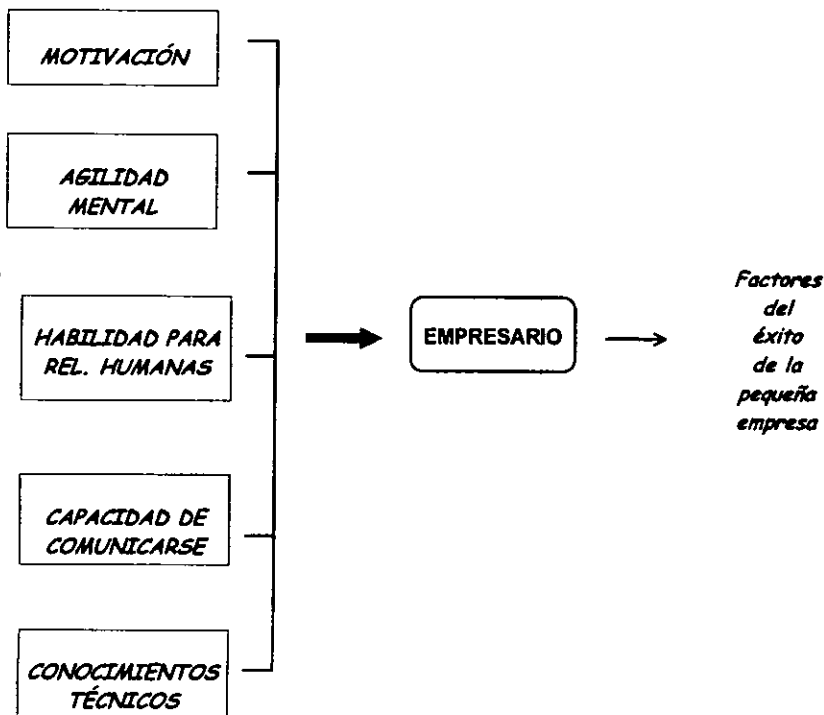 MOTIVACIÓN
AGILIDAD
MENTAL
HABILIDAD PARA
REL. HUMANAS
CAPACIDAD DE
COMUNICARSE
CONOCIMIENTOS
TÉCNICOS
EMPRESARIO
Factores
del
éxito
de la
pequeña
empresa